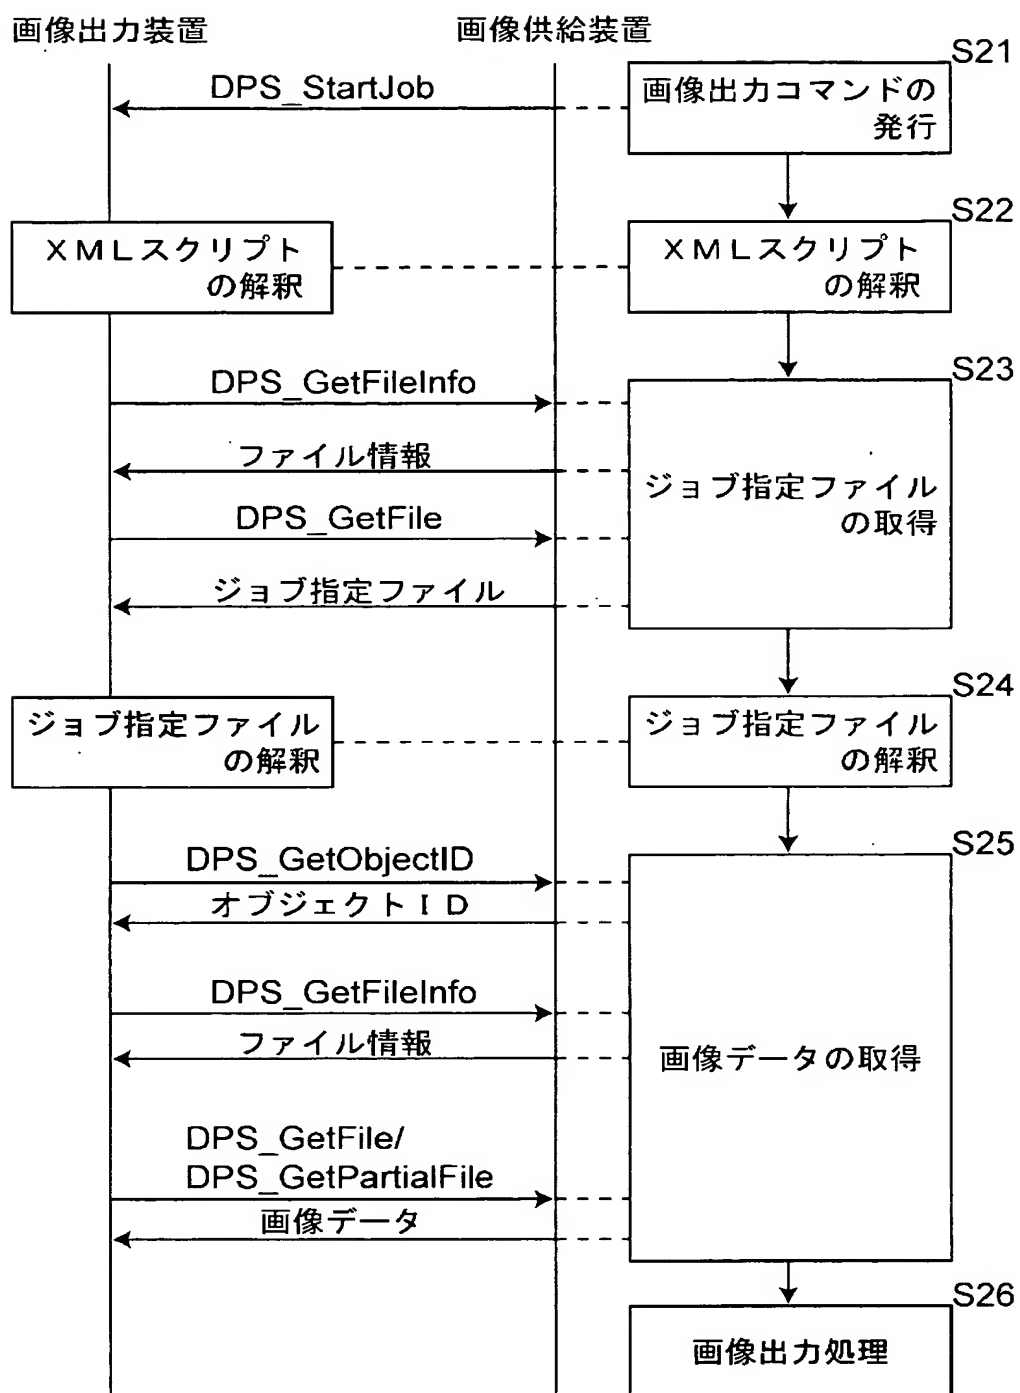 画像出力装置
画像供給装置
S21
DPS_StartJob
画像出力コマンドの
発行
S22
XMLスクリプト
の解釈
XMLスクリプト
の解釈
S23
DPS_GetFileInfo
ファイル情報
DPS_GetFile
ジョブ指定ファイル
ジョブ指定ファイル
の取得
S24
ジョブ指定ファイル
の解釈
ジョブ指定ファイル
の解釈
S25
DPS_GetObjectID
オブジェクトID
DPS_GetFileInfo
ファイル情報
画像データの取得
DPS_GetFile/
DPS_GetPartialFile
画像データ
S26
画像出力処理